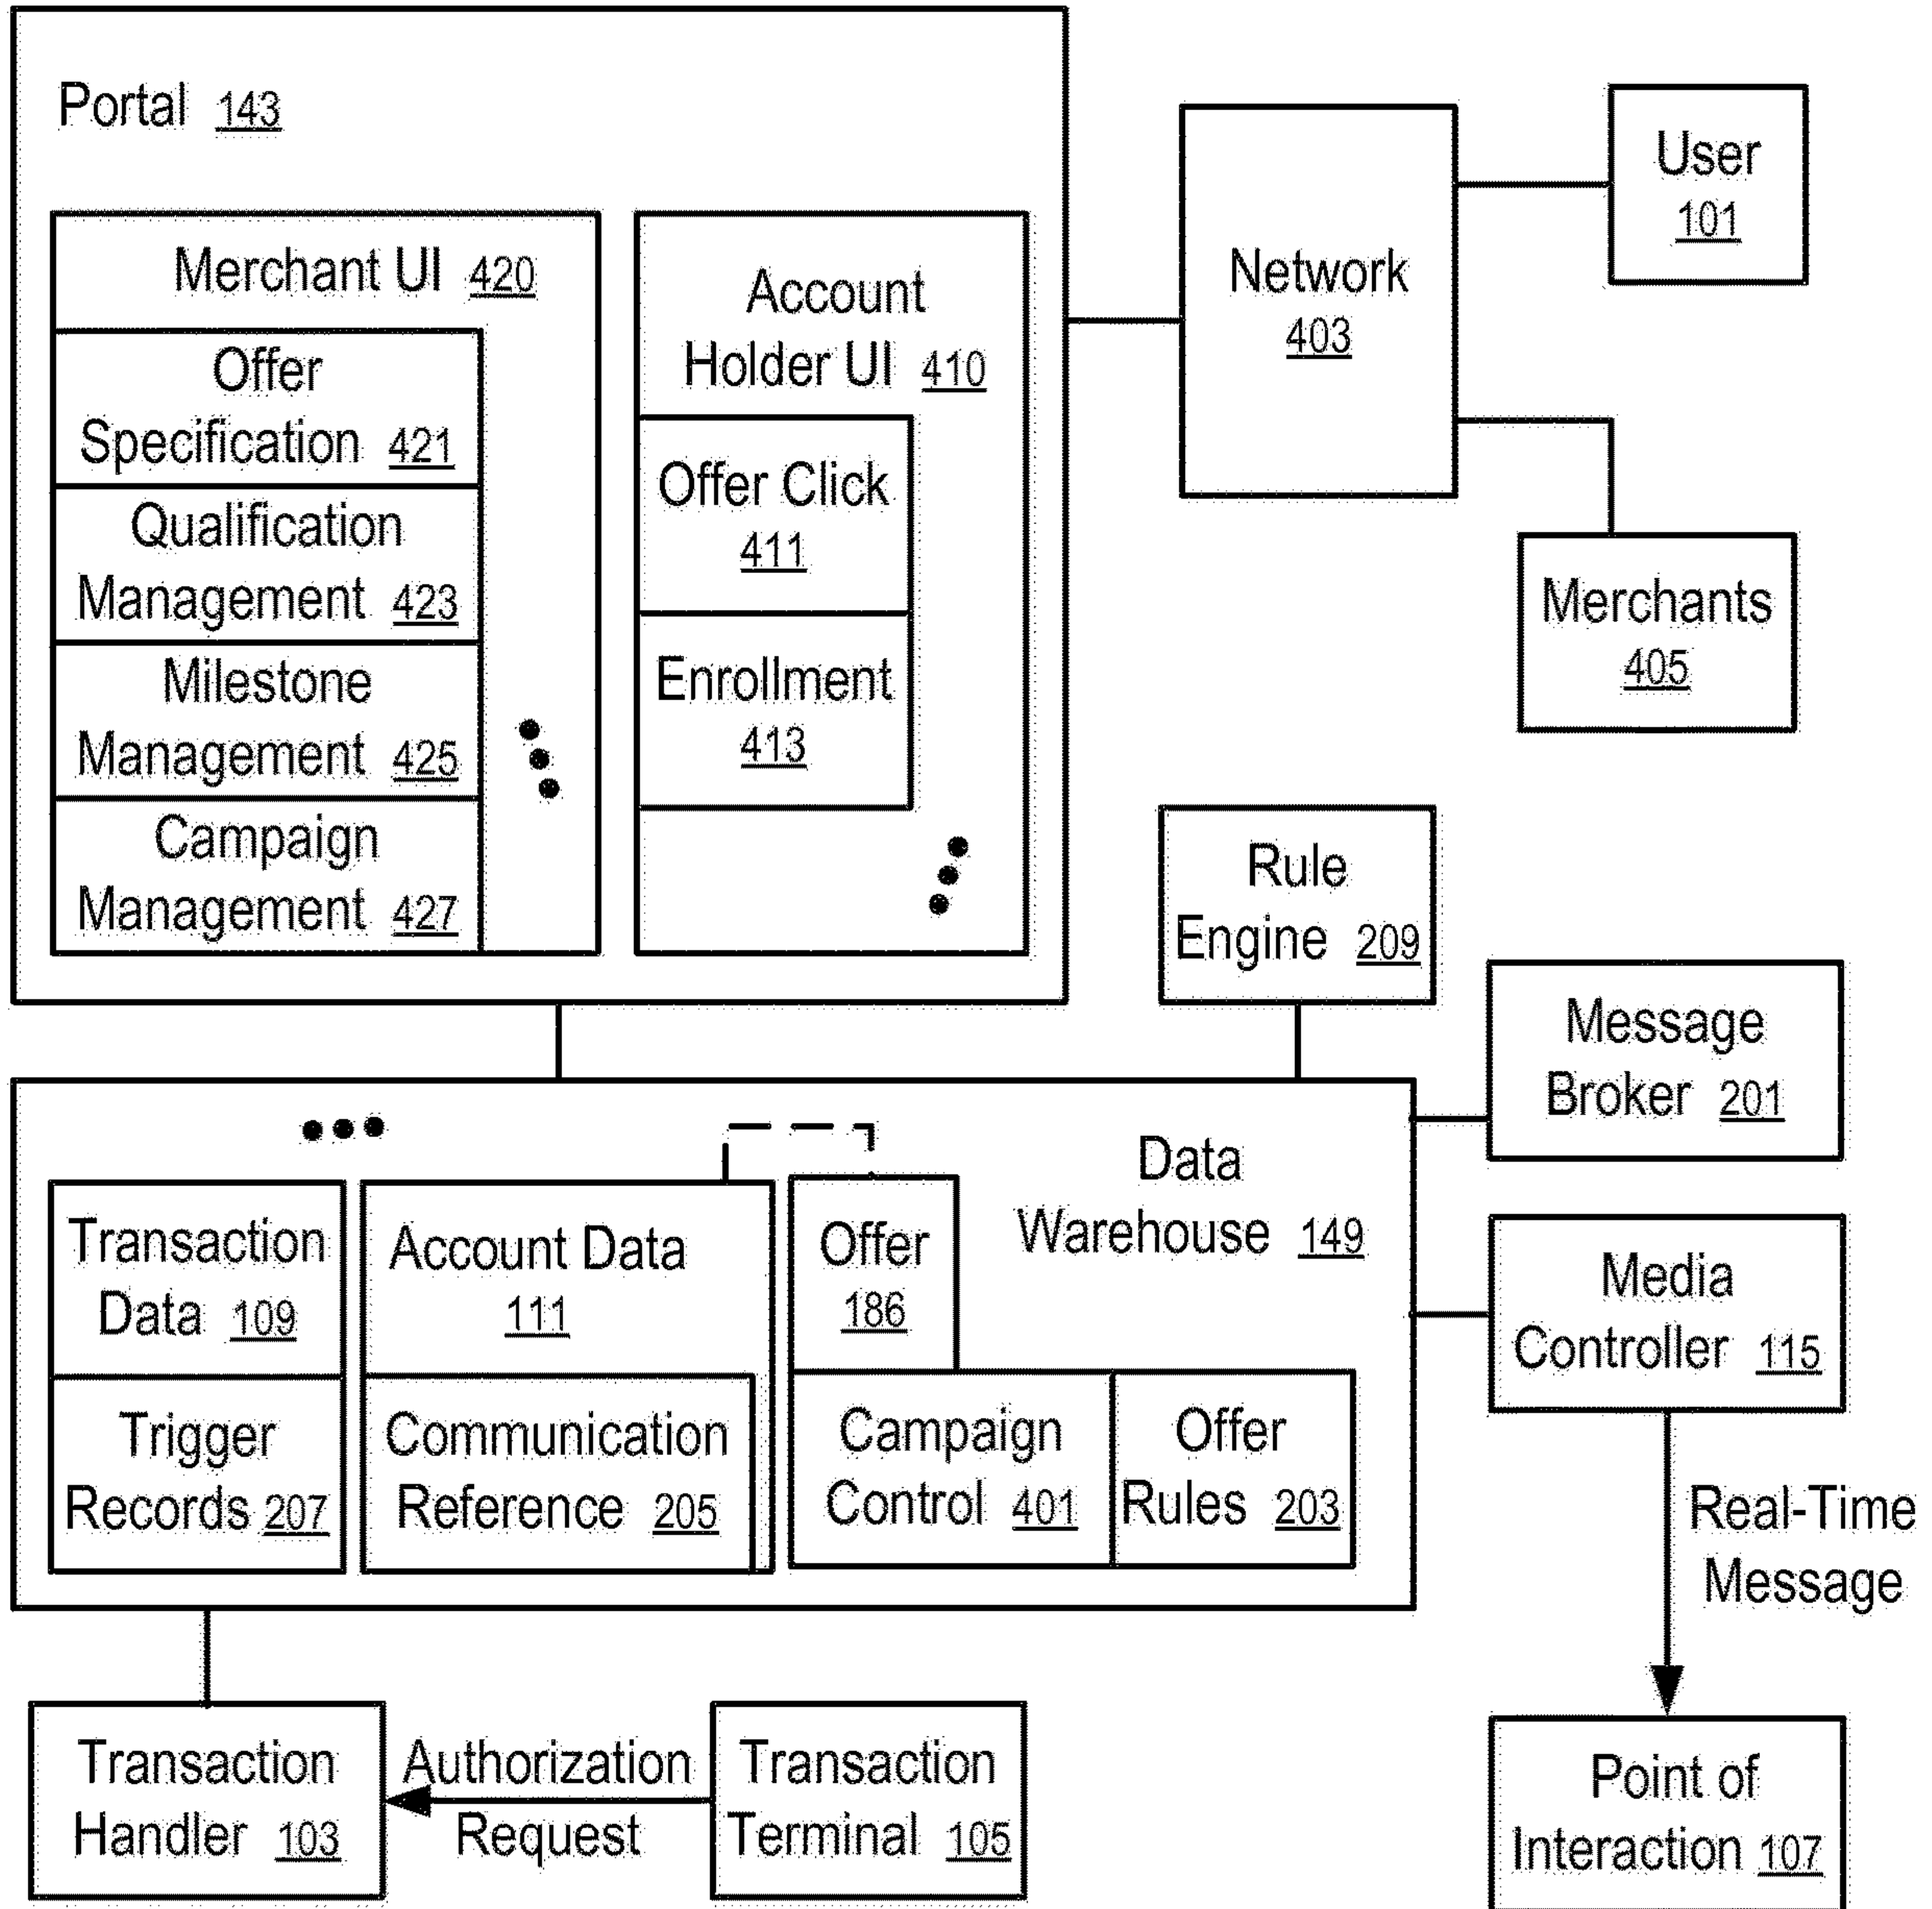 Portal 143
Merchant UI 420
Offer
Specification 421
Qualification
Management 423
Milestone
Management 425
Campaign
Management 427
Account
Holder UI 410
Offer Click
411
Enrollment
413
Network
403
User
101
Merchants
405
Rule
Engine 209
Message
Broker 201
Data
Warehouse 149
Transaction
Data 109
Trigger
Records 207
Account Data
111
Communication
Reference 205
Offer
186
Campaign
Control 401
Offer
Rules 203
Media
Controller 115
Real-Time
Message
Transaction
Handler 103
Authorization
Request
Transaction
Terminal 105
Point of
Interaction 107